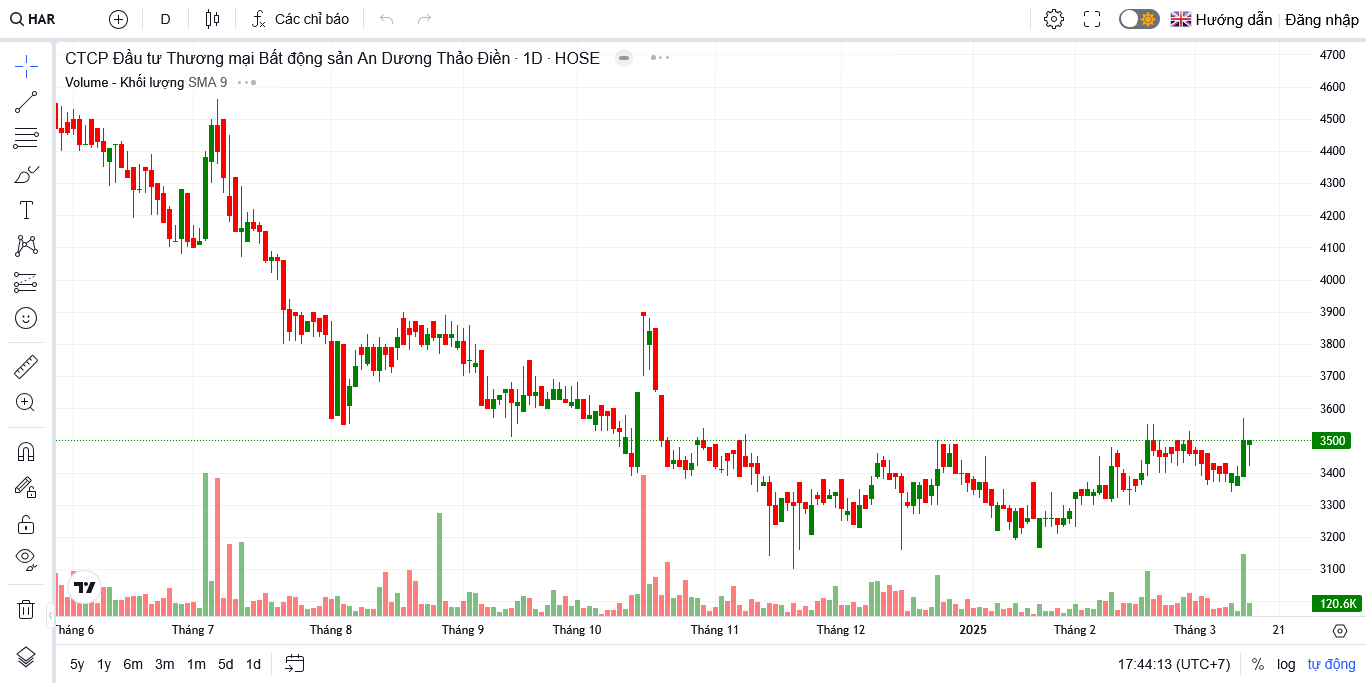 HAR D Các chỉ báo Hướng dẫn Đăng nhập
CTCP Đầu tư Thương mại Bất động sản An Dương Thảo Điền · 1D · HOSE
Volume - Khối lượng SMA 9
4700
4600
4500
4400
4300
4200
4100
4000
3900
3800
3700
3600
3500
3400
3300
3200
3100
120.6K
Tháng 6 Tháng 7 Tháng 8 Tháng 9 Tháng 10 Tháng 11 Tháng 12 2025 Tháng 2 Tháng 3 21
5y 1y 6m 3m 1m 5d 1d 17:44:13 (UTC+7) % log tự động